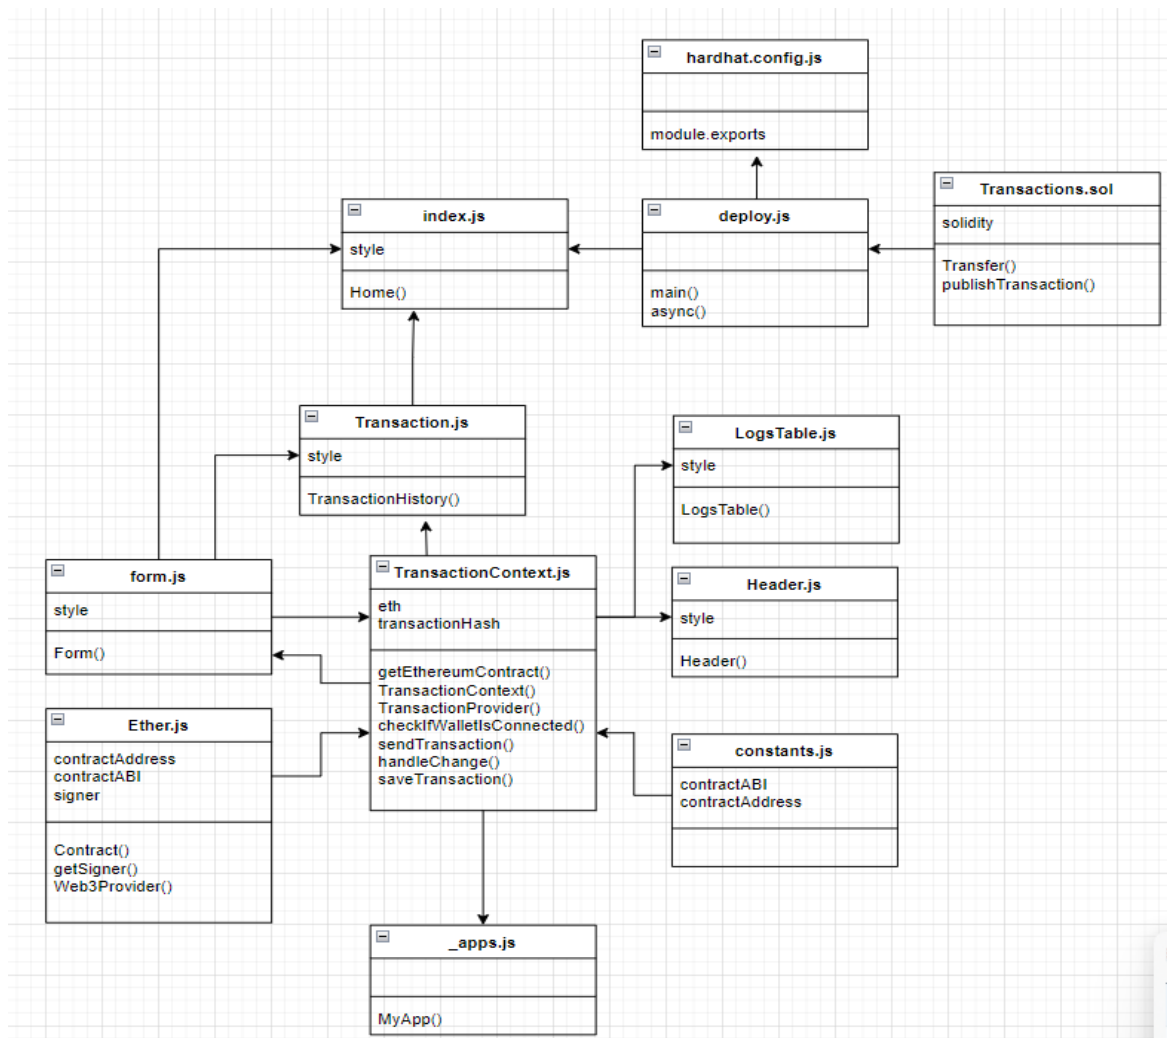 hardhat.config.js
module.exports
Transactions.sol
solidity
Transfer()
publishTransaction()
index.js
style
Home()
deploy.js
main()
async()
Transaction.js
style
TransactionHistory()
LogsTable.js
style
LogsTable()
form.js
style
Form()
TransactionContext.js
eth
transactionHash
getEthereumContract()
TransactionContext()
TransactionProvider()
checkIfWalletIsConnected()
sendTransaction()
handleChange()
saveTransaction()
Header.js
style
Header()
Ether.js
contractAddress
contractABI
signer
Contract()
getSigner()
Web3Provider()
constants.js
contractABI
contractAddress
_apps.js
MyApp()